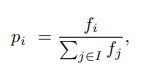 p_i = \frac{f_i}{\sum_{j \in I} f_j},